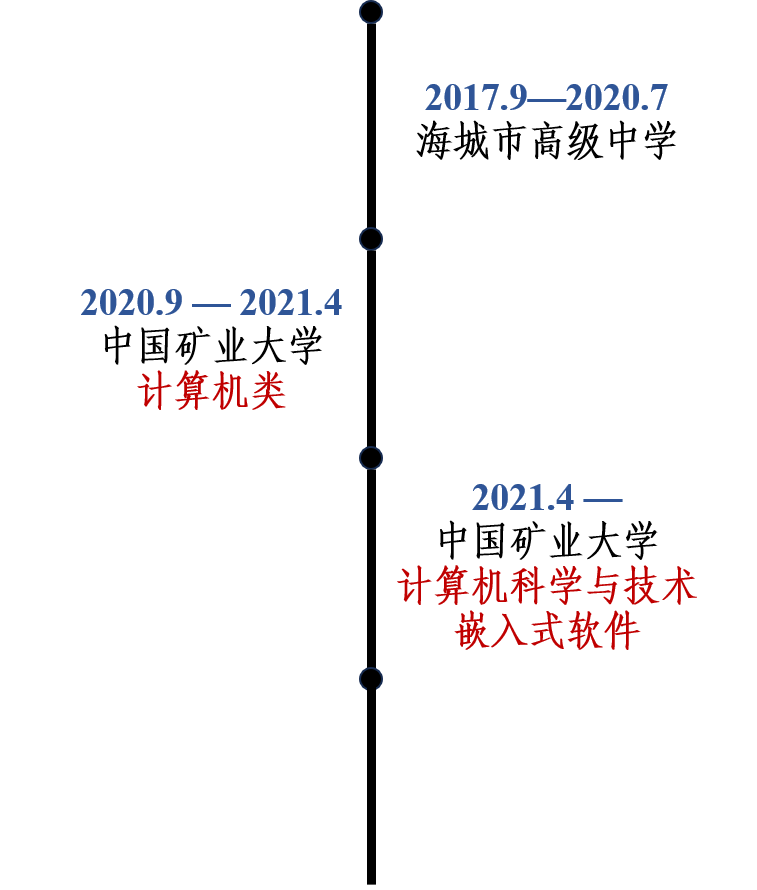 2017.9—2020.7
海城市高级中学
2020.9 — 2021.4
中国矿业大学
计算机类
2021.4 —
中国矿业大学
计算机科学与技术
嵌入式软件